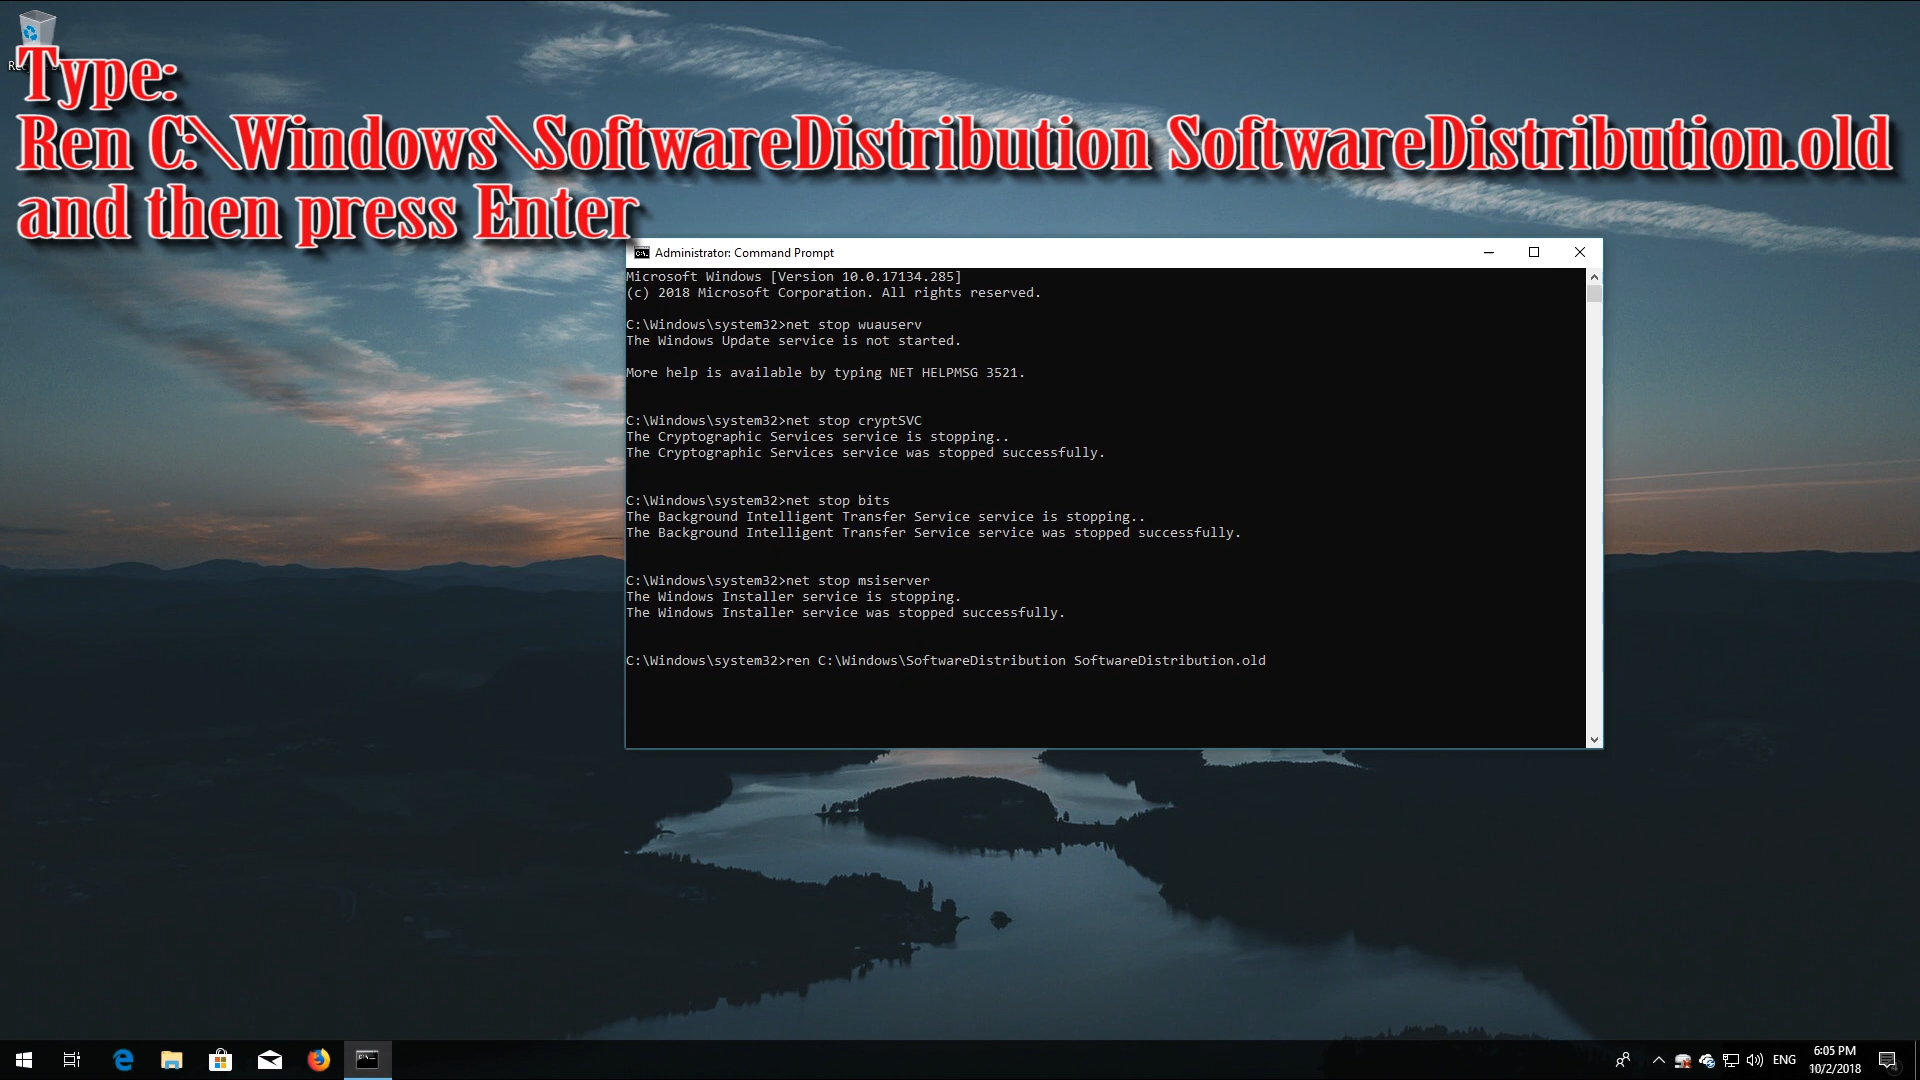 Type:
Ren C:\Windows\SoftwareDistribution SoftwareDistribution.old
and then press Enter
Administrator: Command Prompt
Microsoft Windows [Version 10.0.17134.285]
(c) 2018 Microsoft Corporation. All rights reserved.
C:\Windows\system32>net stop wuauserv
The Windows Update service is not started.
More help is available by typing NET HELPMSG 3521.
C:\Windows\system32>net stop cryptSVC
The Cryptographic Services service is stopping..
The Cryptographic Services service was stopped successfully.
C:\Windows\system32>net stop bits
The Background Intelligent Transfer Service service is stopping..
The Background Intelligent Transfer Service service was stopped successfully.
C:\Windows\system32>net stop msiserver
The Windows Installer service is stopping.
The Windows Installer service was stopped successfully.
C:\Windows\system32>ren C:\Windows\SoftwareDistribution SoftwareDistribution.old
ENG
6:05 PM
10/2/2018